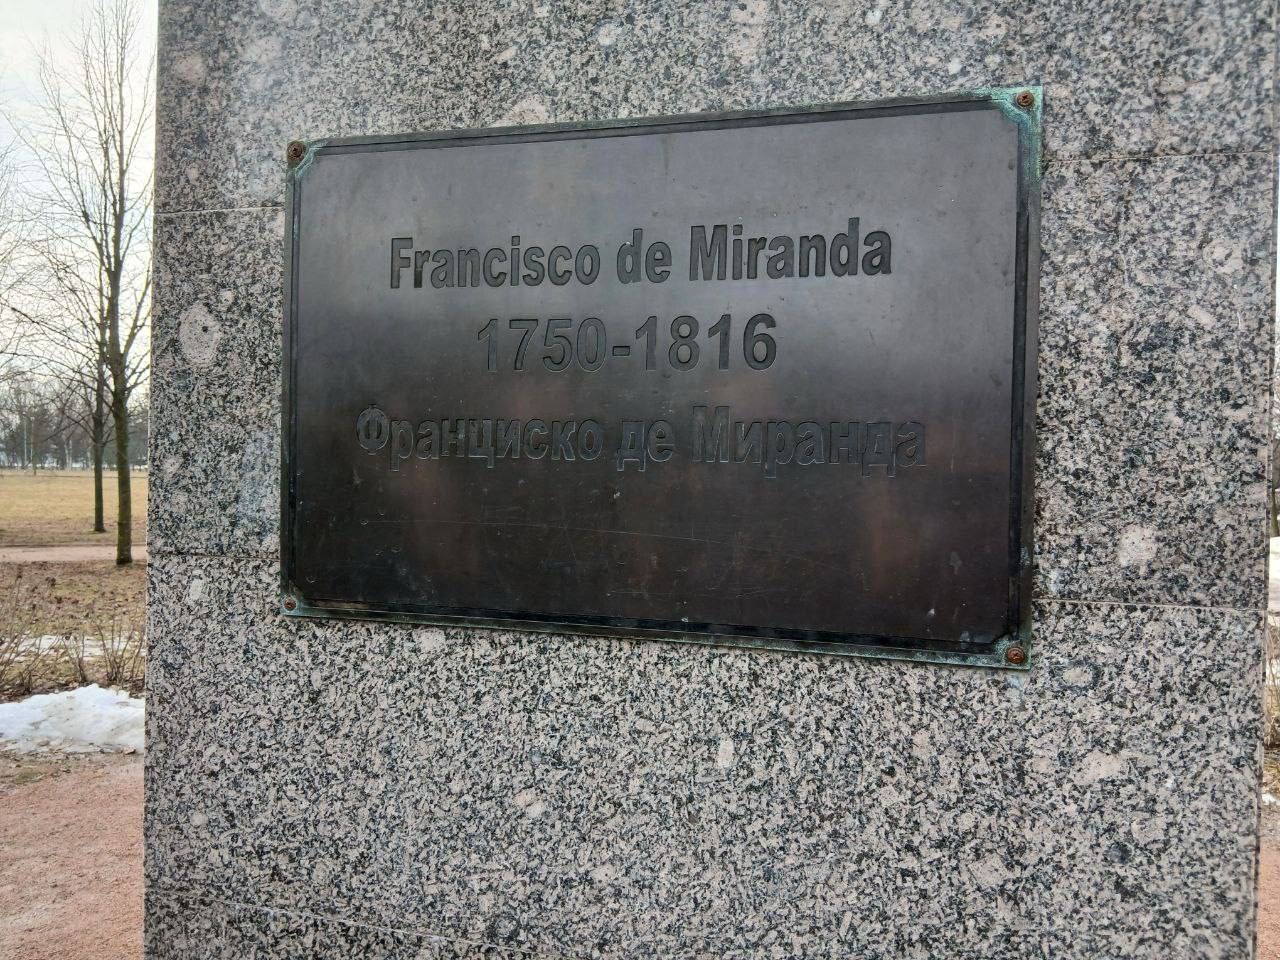 Francisco de Miranda
1750-1816
Франциско де Миранда